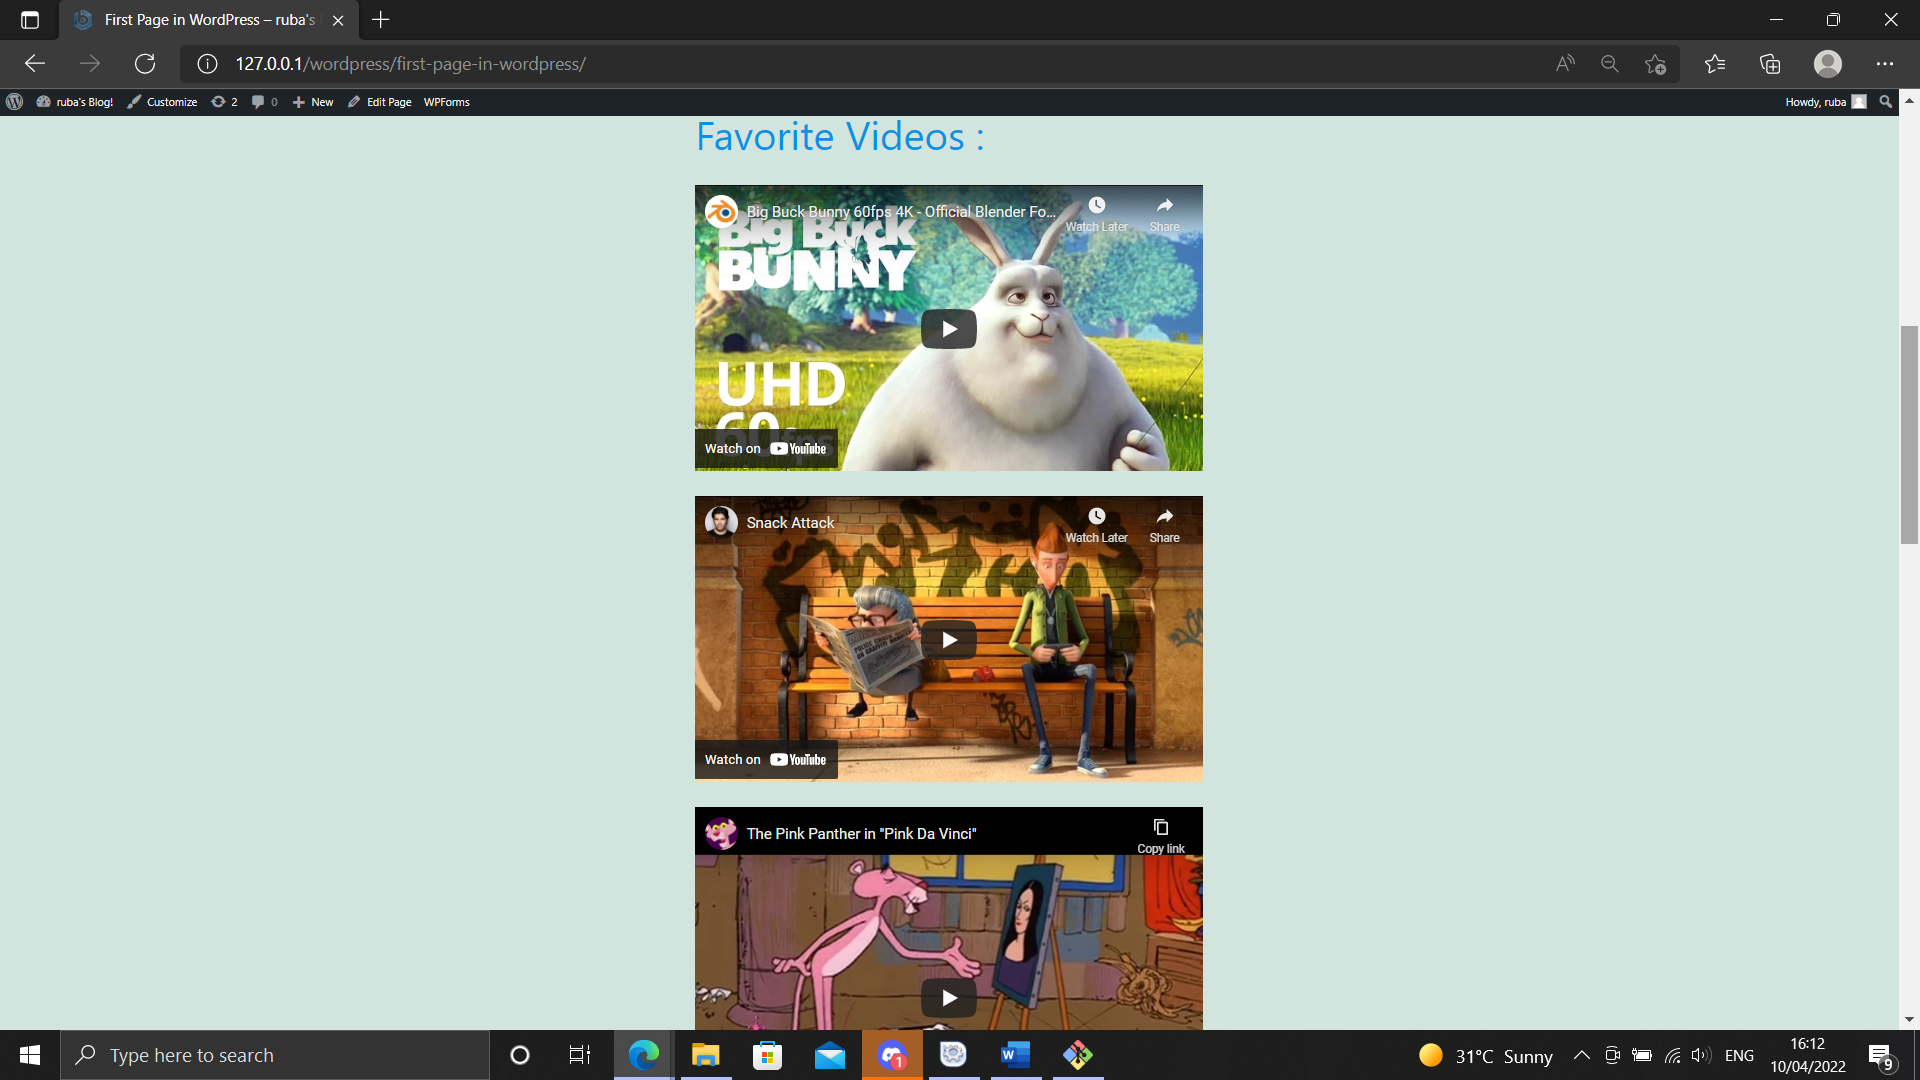 First Page in WordPress – ruba's
127.0.0.1/wordpress/first-page-in-wordpress/
ruba's Blog!
Customize
2
0
New
Edit Page
WPForms
Howdy, ruba
Favorite Videos :
Big Buck Bunny 60fps 4K - Official Blender Fo...
Watch Later
Share
Big Buck
BUNNY
UHD
60fps
Watch on YouTube
Snack Attack
Watch Later
Share
Watch on YouTube
The Pink Panther in "Pink Da Vinci"
Copy link
Type here to search
1
31°C Sunny
ENG
16:12
10/04/2022
9